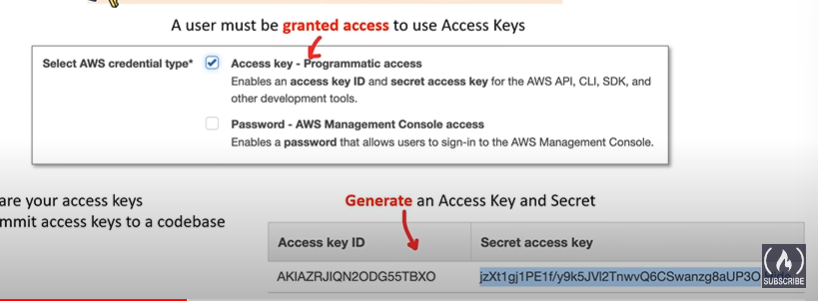 A user must be granted access to use Access Keys
Select AWS credential type*
Access key - Programmatic access
Enables an access key ID and secret access key for the AWS API, CLI, SDK, and
other development tools.
Password - AWS Management Console access
Enables a password that allows users to sign-in to the AWS Management Console.
are your access keys
mmit access keys to a codebase
Generate an Access Key and Secret
Access key ID
Secret access key
AKIAZRJIQN2ODG55TBXO
SUBSCRIBE